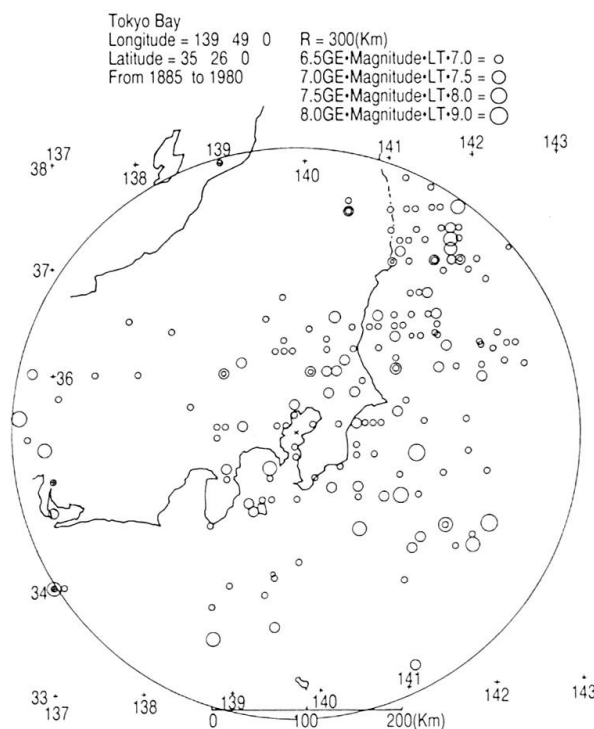 Tokyo Bay
Longitude = 139 49 0
Latitude = 35 26 0
From 1885 to 1980
R = 300(Km)
6.5GE•Magnitude•LT•7.0 =
7.0GE•Magnitude•LT•7.5 =
7.5GE•Magnitude•LT•8.0 =
8.0GE•Magnitude•LT•9.0 =
137 139 141 142 143
38 138 140
37
36
34
33 141 142 143
137 138 139 140
0 100 200(Km)